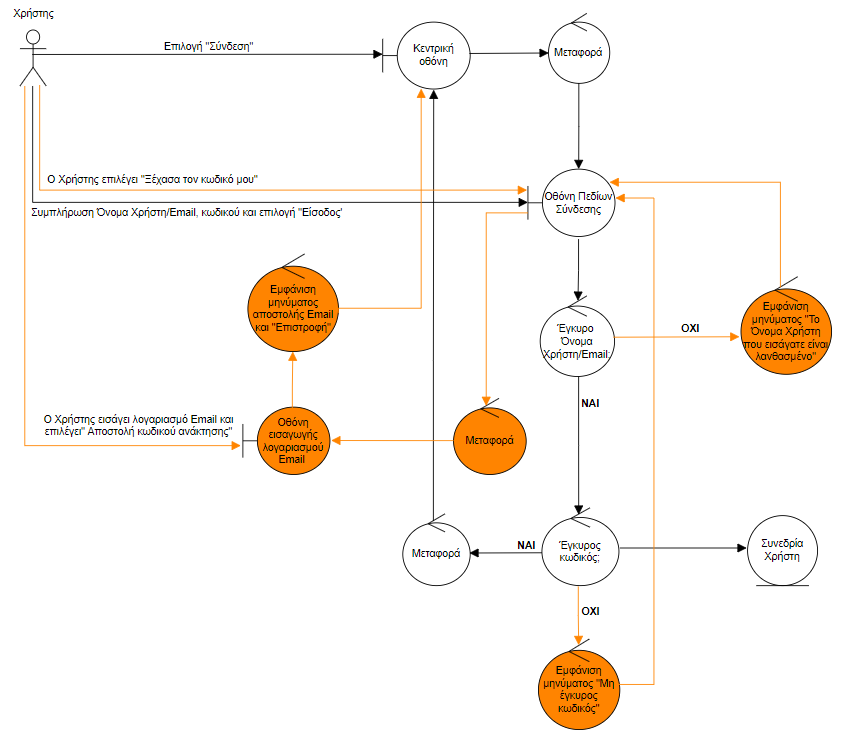 Χρήστης
Επιλογή "Σύνδεση"
Κεντρική
οθόνη
Μεταφορά
Ο Χρήστης επιλέγει "Ξέχασα τον κωδικό μου"
Συμπλήρωση Όνομα Χρήστη/Email, κωδικού και επιλογή "Είσοδος'
Οθόνη Πεδίων
Σύνδεσης
Εμφάνιση
μηνύματος
αποστολής Email
και "Επιστροφή"
Έγκυρο
Όνομα
Χρήστη/Email;
ΟΧΙ
Εμφάνιση
μηνύματος "Το
Όνομα Χρήστη
που εισάγατε είναι
λανθασμένο"
ΝΑΙ
Ο Χρήστης εισάγει λογαριασμό Email και
επιλέγει" Αποστολή κωδικού ανάκτησης"
Οθόνη
εισαγωγής
λογαριασμού
Email
Μεταφορά
Μεταφορά
ΝΑΙ
Έγκυρος
κωδικός;
Συνεδρία
Χρήστη
ΟΧΙ
Εμφάνιση
μηνύματος "Μη
έγκυρος
κωδικός"